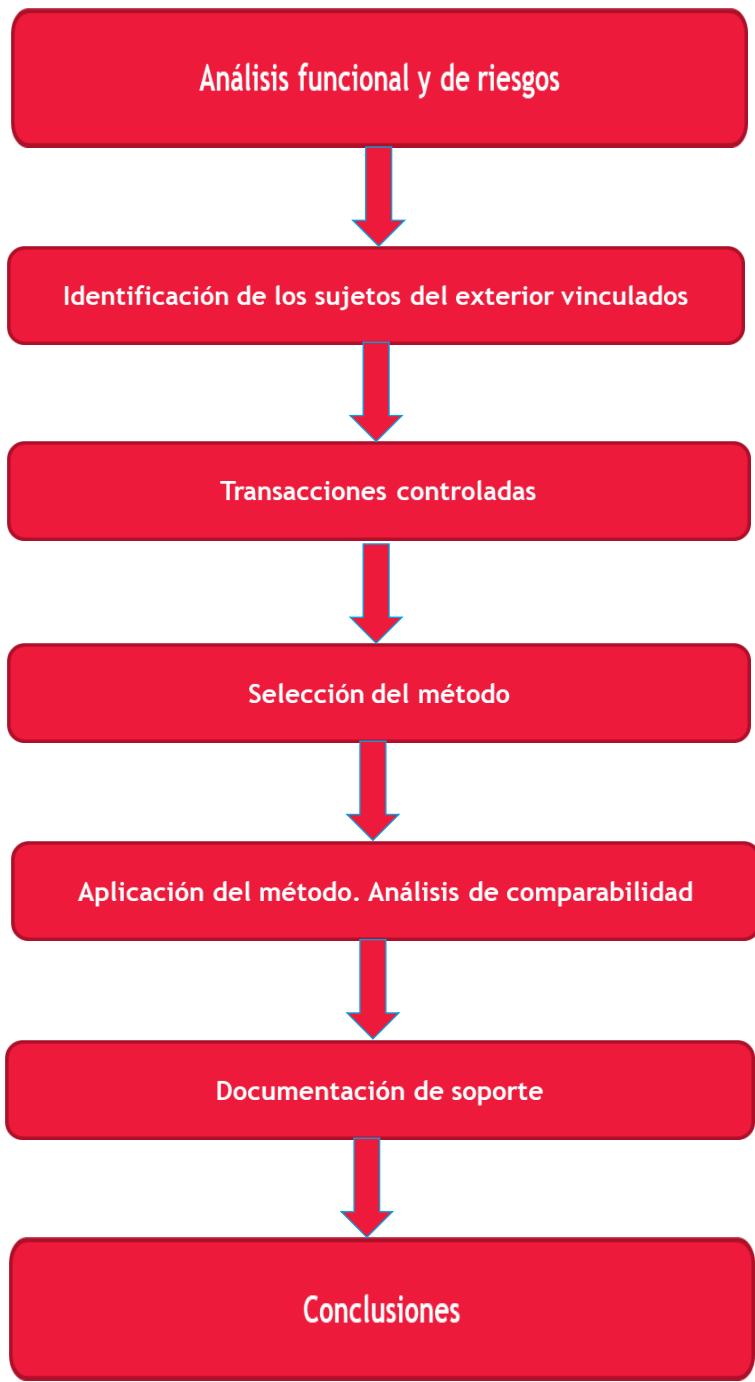 Análisis funcional y de riesgos
Identificación de los sujetos del exterior vinculados
Transacciones controladas
Selección del método
Aplicación del método. Análisis de comparabilidad
Documentación de soporte
Conclusiones